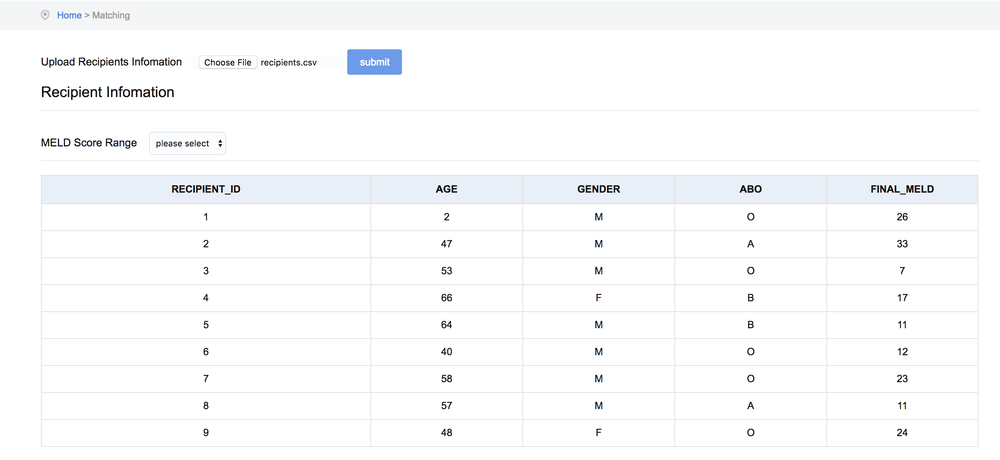 Home > Matching
Upload Recipients Infomation Choose File recipients.csv submit
Recipient Infomation
MELD Score Range please select
RECIPIENT_ID AGE GENDER ABO FINAL_MELD
1 2 M O 26
2 47 M A 33
3 53 M O 7
4 66 F B 17
5 64 M B 11
6 40 M O 12
7 58 M O 23
8 57 M A 11
9 48 F O 24